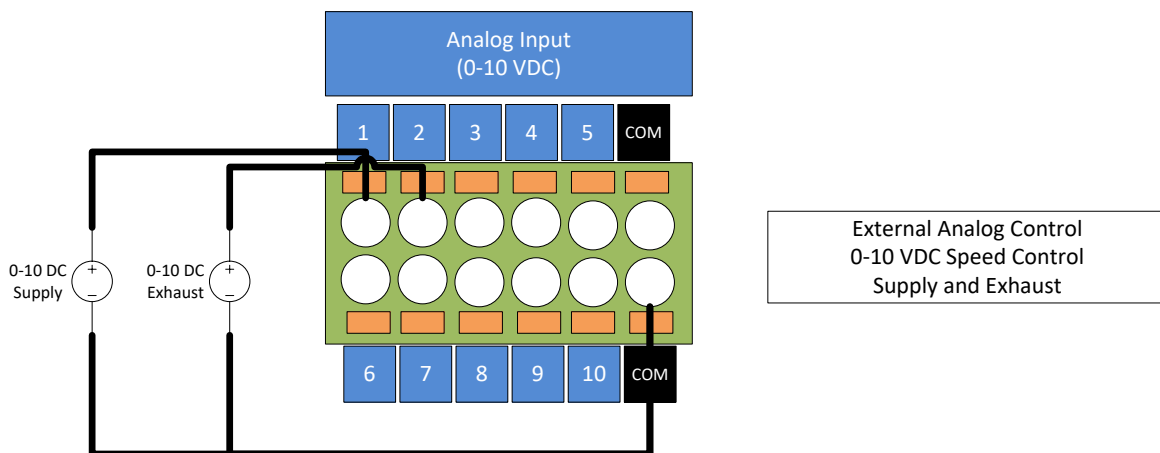 Analog Input
(0-10 VDC)
1 2 3 4 5 COM
0-10 DC
Supply
+
–
0-10 DC
Exhaust
+
–
6 7 8 9 10 COM
External Analog Control
0-10 VDC Speed Control
Supply and Exhaust